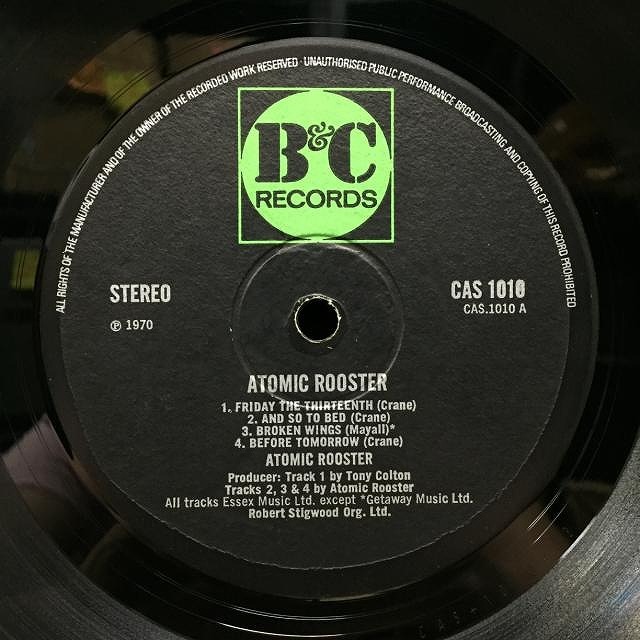 ALL RIGHTS OF THE MANUFACTURER AND OF THE OWNER OF THE RECORDED WORK RESERVED · UNAUTHORISED PUBLIC PERFORMANCE BROADCASTING AND COPYING OF THIS RECORD PROHIBITED
B&C
RECORDS
STEREO
CAS 1010
℗ 1970
CAS.1010 A
ATOMIC ROOSTER
1. FRIDAY THE THIRTEENTH (Crane)
2. AND SO TO BED (Crane)
3. BROKEN WINGS (Mayall)*
4. BEFORE TOMORROW (Crane)
ATOMIC ROOSTER
Producer: Track 1 by Tony Colton
Tracks 2, 3 & 4 by Atomic Rooster
All tracks Essex Music Ltd. except *Getaway Music Ltd.
Robert Stigwood Org. Ltd.